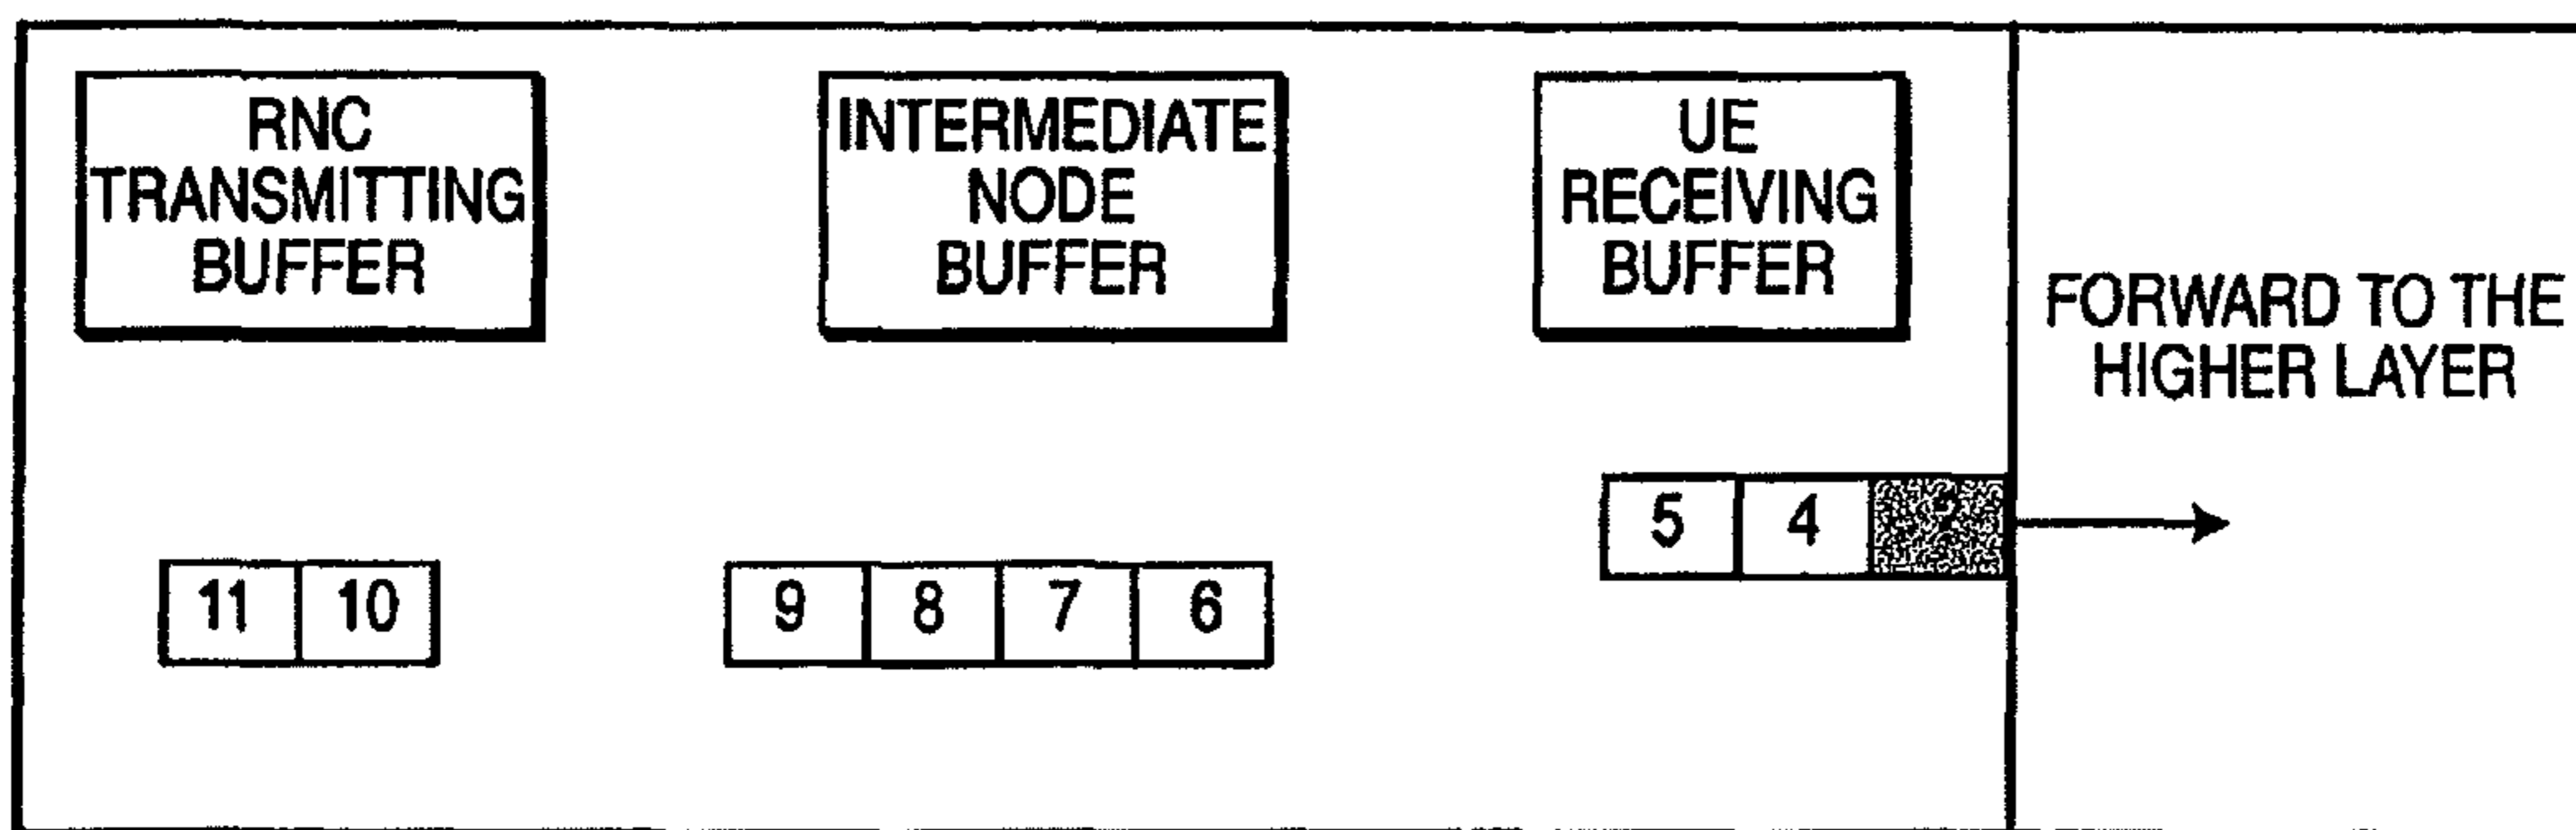 RNC
TRANSMITTING
BUFFER
INTERMEDIATE
NODE
BUFFER
UE
RECEIVING
BUFFER
FORWARD TO THE
HIGHER LAYER
5 4
11 10
9 8 7 6